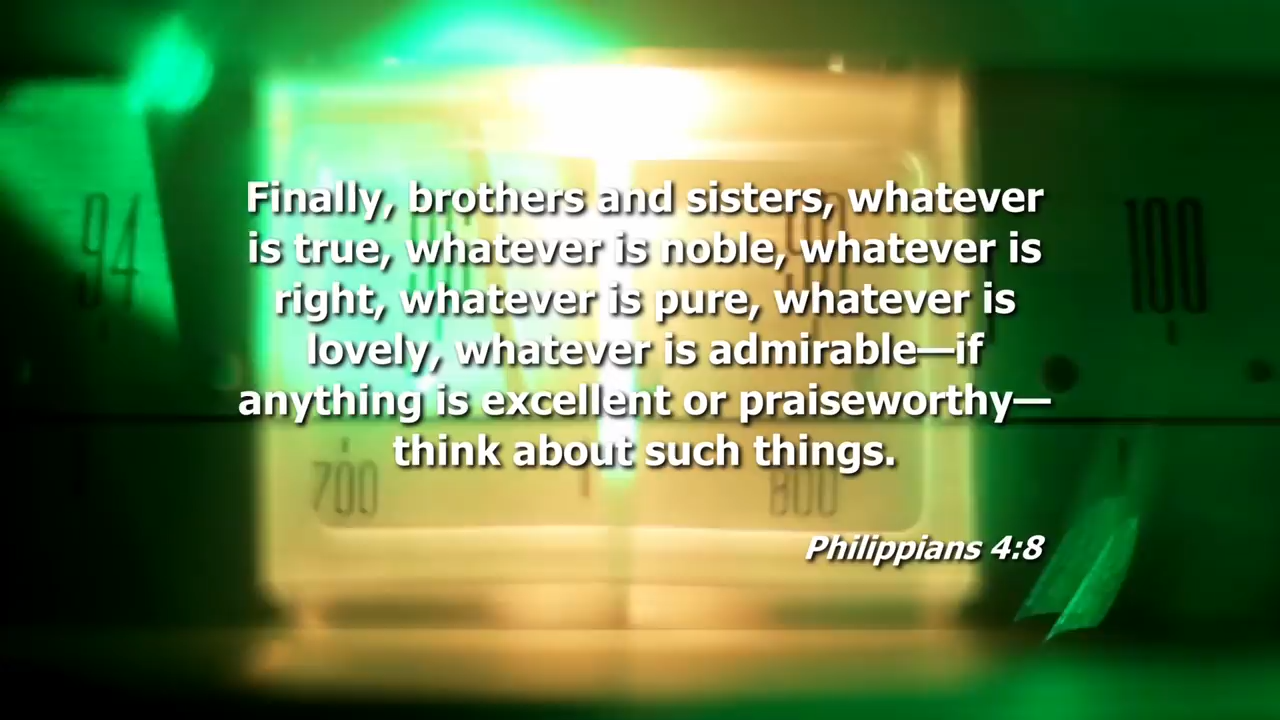 94
96
98
100
Finally, brothers and sisters, whatever
is true, whatever is noble, whatever is
right, whatever is pure, whatever is
lovely, whatever is admirable—if
anything is excellent or praiseworthy—
think about such things.
700
800
Philippians 4:8